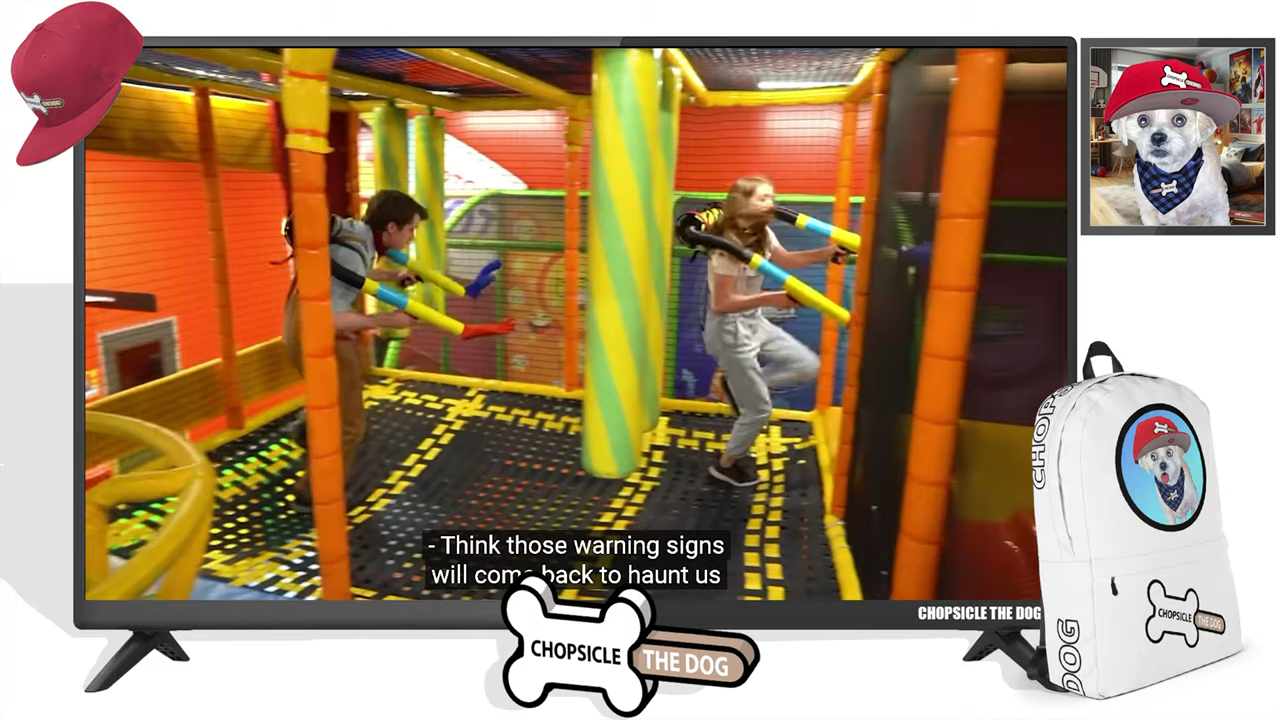 - Think those warning signs
will come back to haunt us
CHOPSICLE THE DOG
CHOPSICLE
THE DOG
CHOPS
DOG
CHOPSICLE
THE DOG